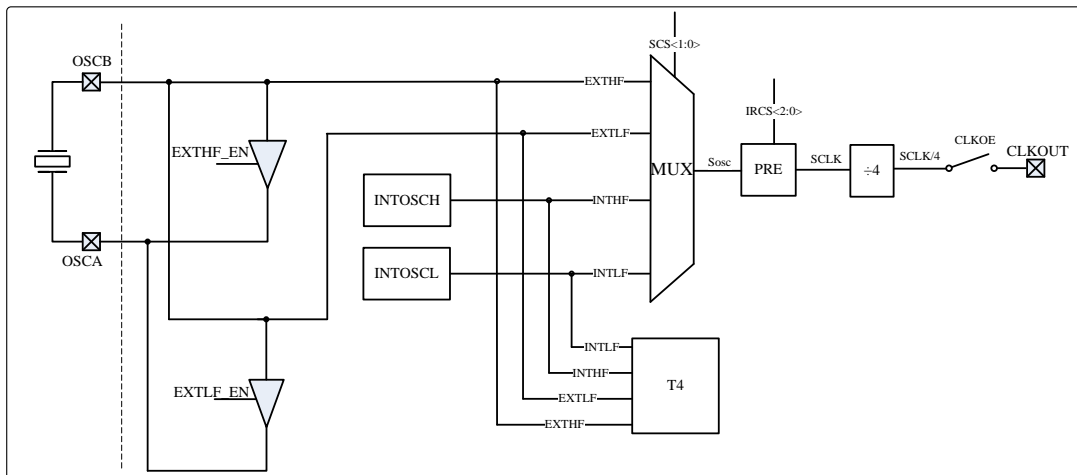 SCS<1:0>
OSCB
EXTHF
IRCS<2:0>
EXTLF
EXTHF_EN
MUX
Sosc
PRE
SCLK
÷4
SCLK/4
CLKOE
CLKOUT
INTOSCH
INTHF
OSCA
INTOSCL
INTLF
INTLF
INTHF
T4
EXTLF_EN
EXTLF
EXTHF